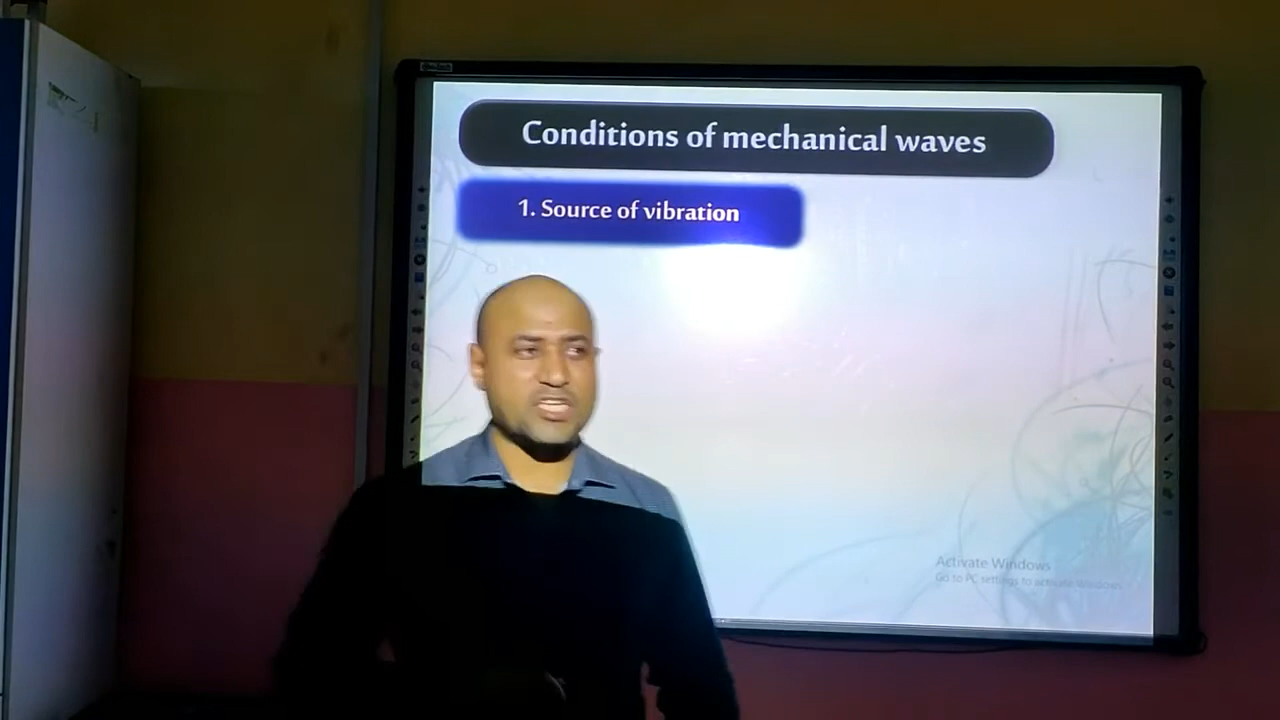 Conditions of mechanical waves
1. Source of vibration
Activate Windows
Go to PC settings to activate Windows.